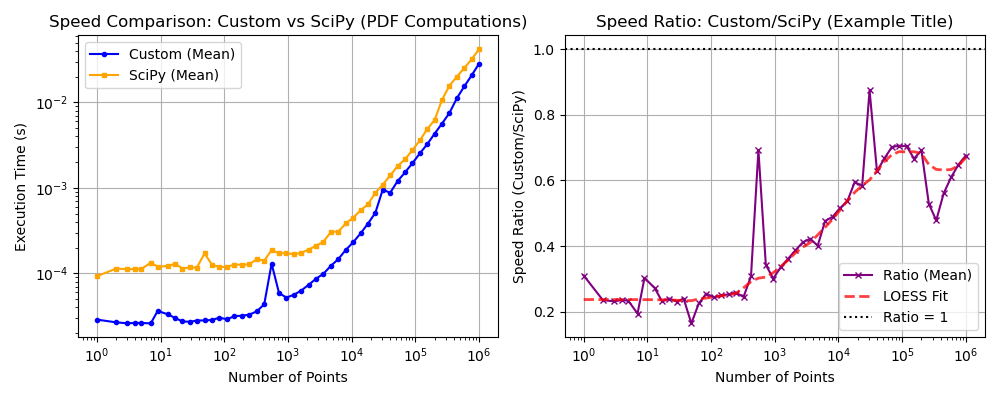 Speed Comparison: Custom vs SciPy (PDF Computations)
Custom (Mean)
SciPy (Mean)
Execution Time (s)
10⁻²
10⁻³
10⁻⁴
10⁰ 10¹ 10² 10³ 10⁴ 10⁵ 10⁶
Number of Points
Speed Ratio: Custom/SciPy (Example Title)
Speed Ratio (Custom/SciPy)
1.0
0.8
0.6
0.4
0.2
Ratio (Mean)
LOESS Fit
Ratio = 1
10⁰ 10¹ 10² 10³ 10⁴ 10⁵ 10⁶
Number of Points